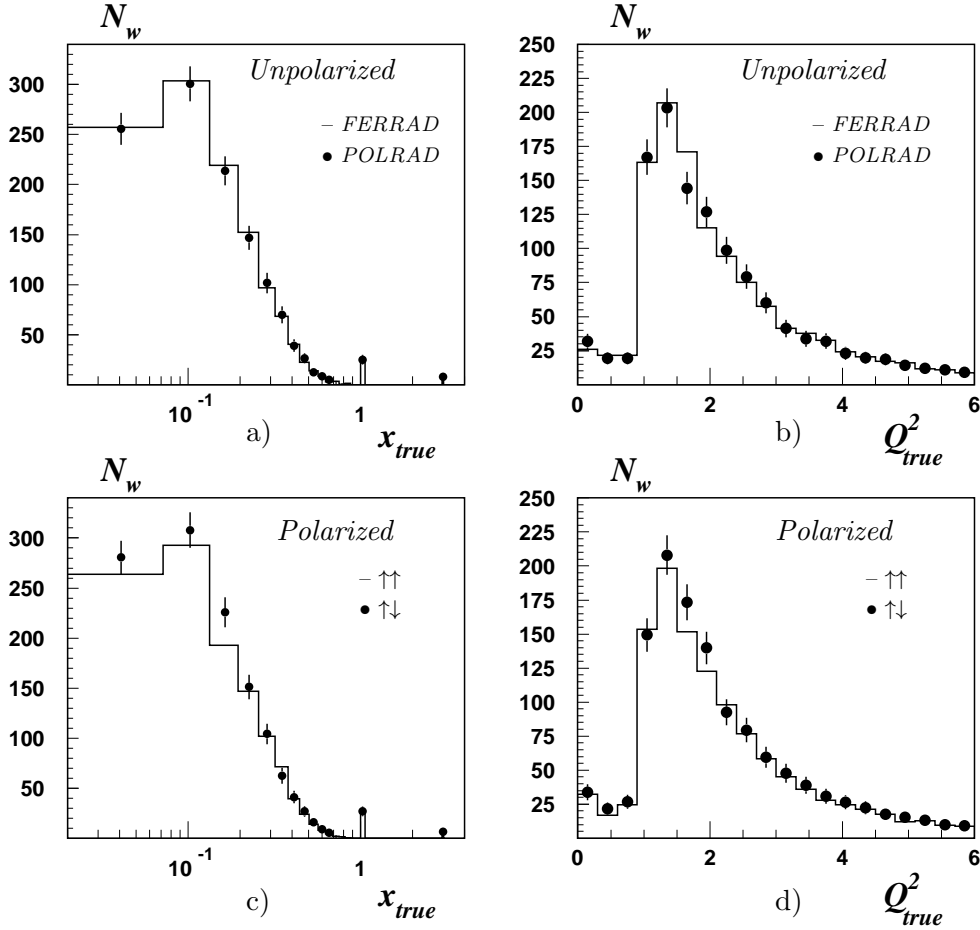 N_w
Unpolarized
– FERRAD
● POLRAD
300
250
200
150
100
50
10^-1
1
a)
x_true
N_w
Unpolarized
– FERRAD
● POLRAD
250
225
200
175
150
125
100
75
50
25
0
2
4
6
b)
Q^2_true
N_w
Polarized
– ↑↑
● ↑↓
300
250
200
150
100
50
10^-1
1
c)
x_true
N_w
Polarized
– ↑↑
● ↑↓
250
225
200
175
150
125
100
75
50
25
0
2
4
6
d)
Q^2_true